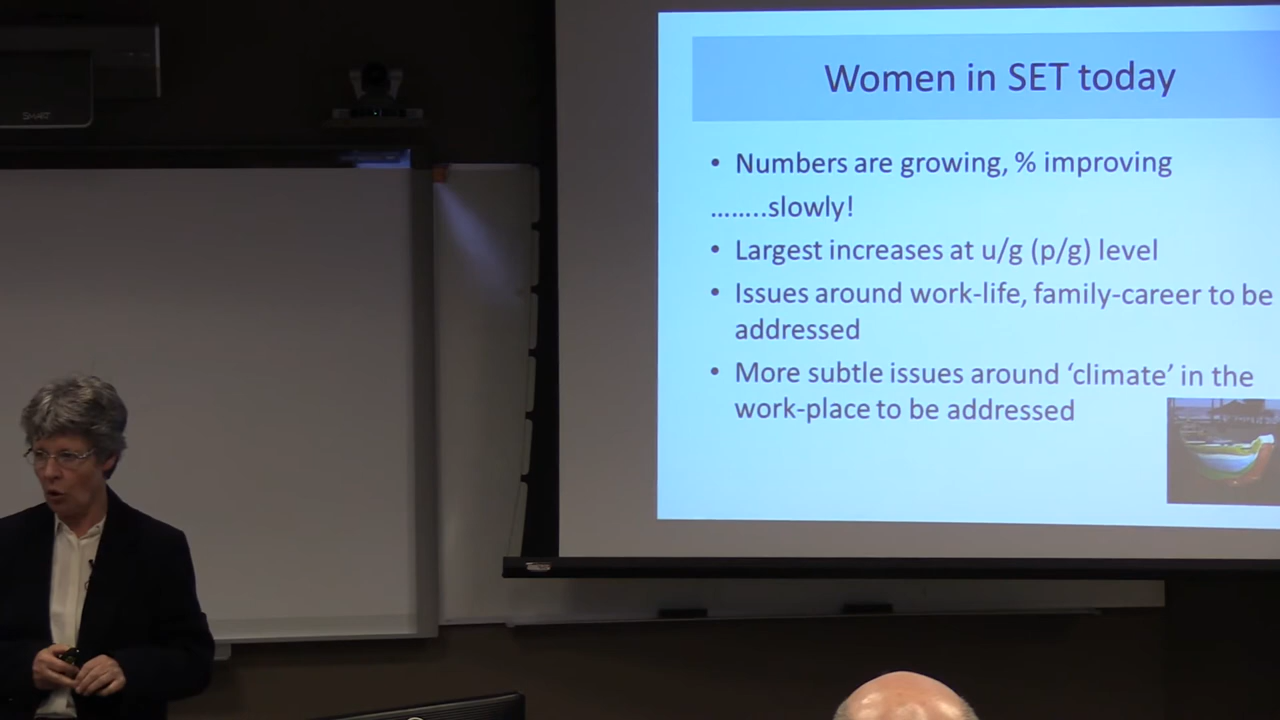 SMART
Women in SET today
• Numbers are growing, % improving
……..slowly!
• Largest increases at u/g (p/g) level
• Issues around work-life, family-career to be
addressed
• More subtle issues around ‘climate’ in the
work-place to be addressed